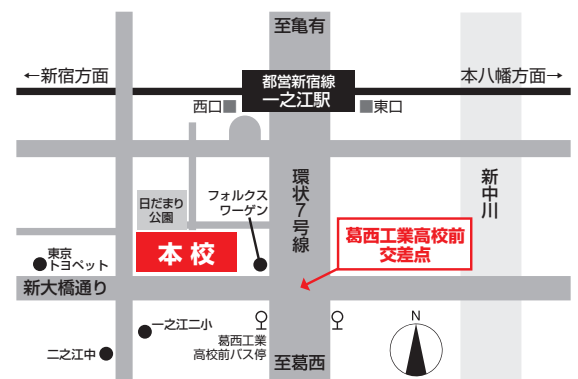 至亀有
←新宿方面
都営新宿線
一之江駅
本八幡方面→
西口
東口
環状7号線
新中川
日だまり
公園
フォルクス
ワーゲン
本校
葛西工業高校前
交差点
東京
トヨペット
新大橋通り
一之江二小
葛西工業
高校前バス停
二之江中
至葛西
N